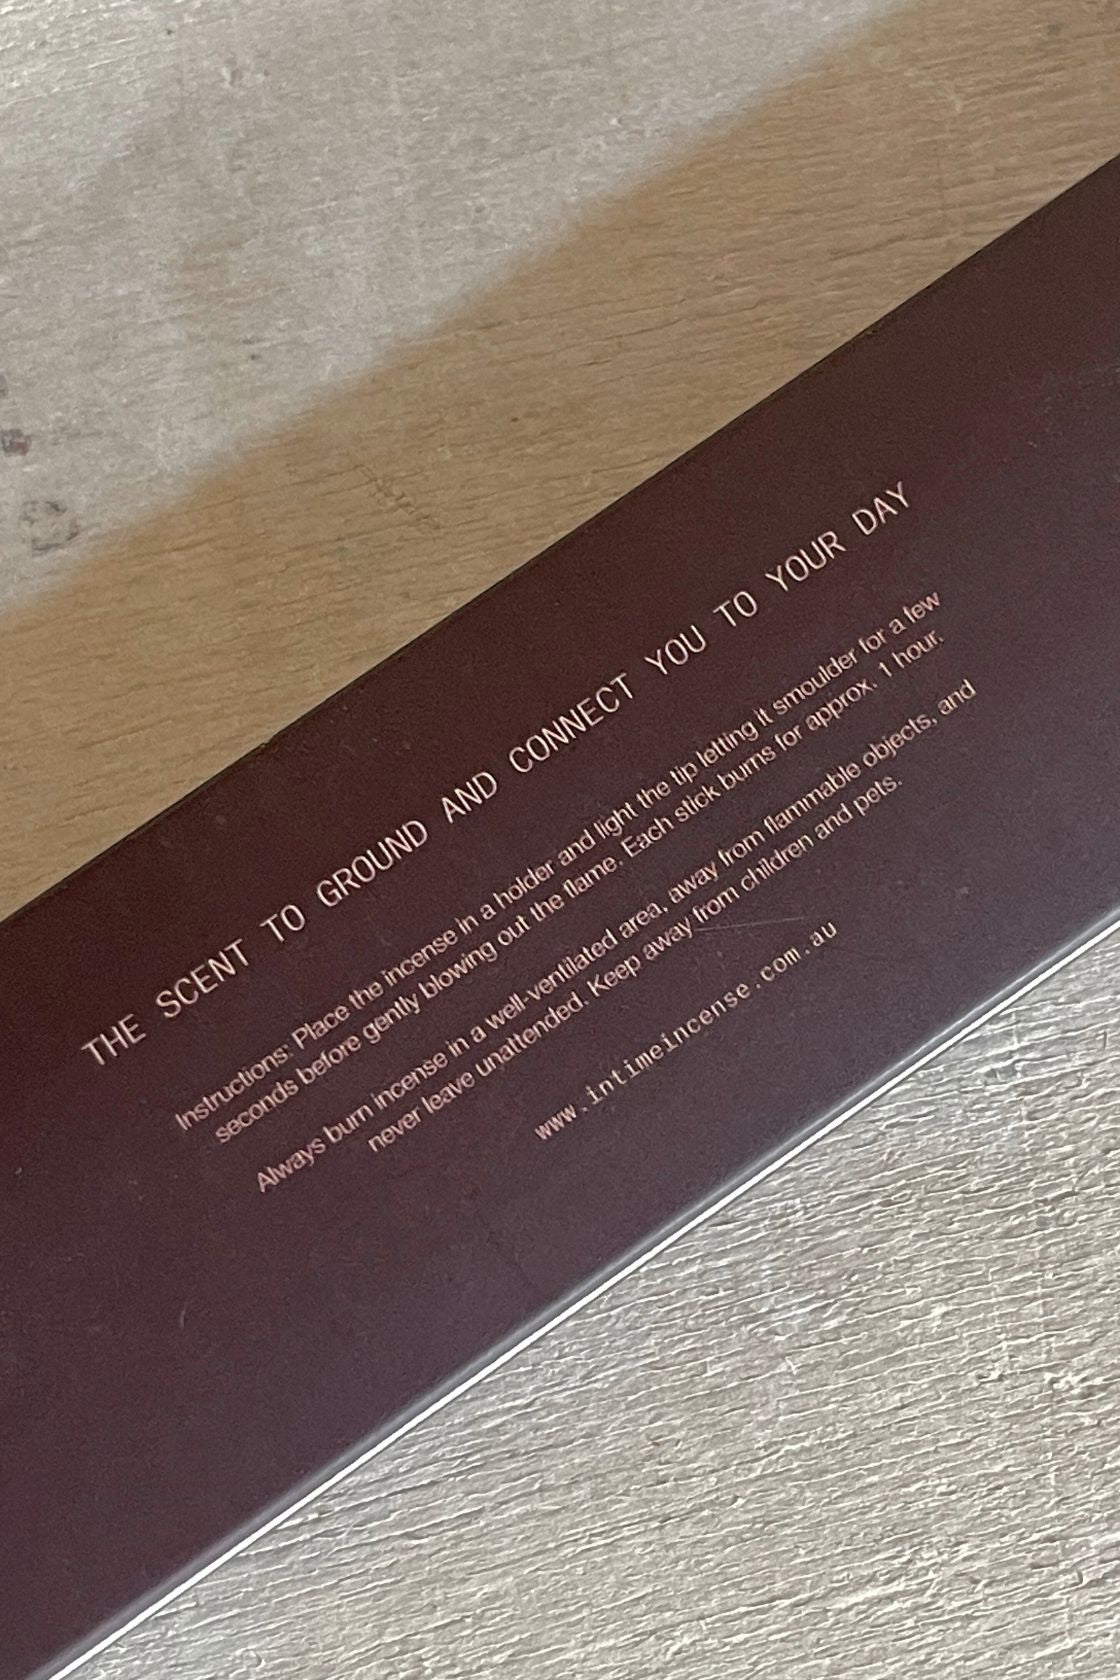 THE SCENT TO GROUND AND CONNECT YOU TO YOUR DAY
Instructions: Place the incense in a holder and light the tip letting it smoulder for a few
seconds before gently blowing out the flame. Each stick burns for approx. 1 hour.
Always burn incense in a well-ventilated area, away from flammable objects, and
never leave unattended. Keep away from children and pets.
www.intimeincense.com.au